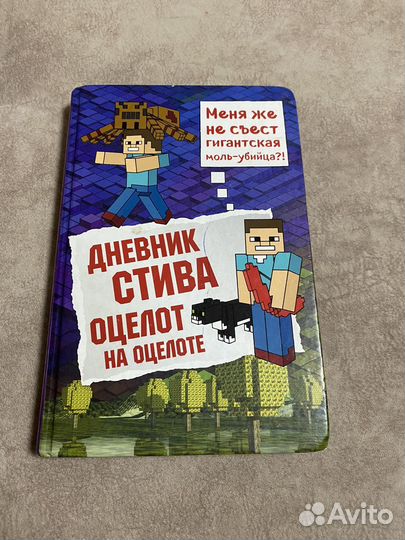 Меня же
не съест
гигантская
моль-убийца?!
ДНЕВНИК
СТИВА
ОЦЕЛОТ
НА ОЦЕЛОТЕ
Avito